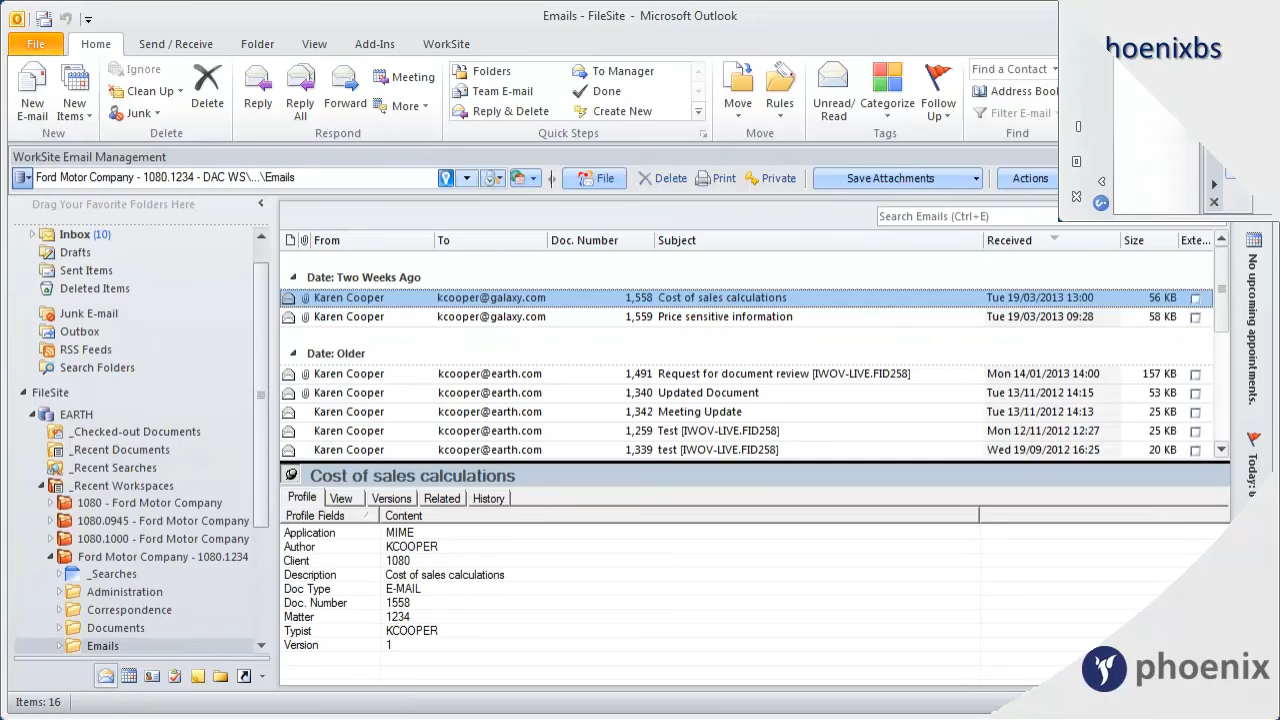 Emails - FileSite - Microsoft Outlook
hoenixbs
File Home Send / Receive Folder View Add-Ins WorkSite
New E-mail
New Items
New
Ignore
Clean Up
Junk
Delete
Delete
Reply
Reply All
Forward
Meeting
More
Respond
Folders
Team E-mail
Reply & Delete
To Manager
Done
Create New
Quick Steps
Move
Rules
Move
Unread/ Read
Categorize
Follow Up
Tags
Find a Contact
Address Boo
Filter E-mail
Find
WorkSite Email Management
Ford Motor Company - 1080.1234 - DAC WS\...\Emails
File Delete Print Private Save Attachments Actions
Drag Your Favorite Folders Here
Inbox (10)
Drafts
Sent Items
Deleted Items
Junk E-mail
Outbox
RSS Feeds
Search Folders
FileSite
EARTH
_Checked-out Documents
_Recent Documents
_Recent Searches
_Recent Workspaces
1080 - Ford Motor Company
1080.0945 - Ford Motor Company
1080.1000 - Ford Motor Company
Ford Motor Company - 1080.1234
_Searches
Administration
Correspondence
Documents
Emails
Search Emails (Ctrl+E)
From To Doc. Number Subject Received Size Exte...
Date: Two Weeks Ago
Karen Cooper kcooper@galaxy.com 1,558 Cost of sales calculations Tue 19/03/2013 13:00 56 KB
Karen Cooper kcooper@galaxy.com 1,559 Price sensitive information Tue 19/03/2013 09:28 58 KB
Date: Older
Karen Cooper kcooper@earth.com 1,491 Request for document review [IWOV-LIVE.FID258] Mon 14/01/2013 14:00 157 KB
Karen Cooper kcooper@earth.com 1,340 Updated Document Tue 13/11/2012 14:15 53 KB
Karen Cooper kcooper@earth.com 1,342 Meeting Update Tue 13/11/2012 14:13 25 KB
Karen Cooper kcooper@earth.com 1,259 Test [IWOV-LIVE.FID258] Mon 12/11/2012 12:27 25 KB
Karen Cooper kcooper@earth.com 1,339 test [IWOV-LIVE.FID258] Wed 19/09/2012 16:25 20 KB
Cost of sales calculations
Profile View Versions Related History
Profile Fields Content
Application MIME
Author KCOOPER
Client 1080
Description Cost of sales calculations
Doc Type E-MAIL
Doc. Number 1558
Matter 1234
Typist KCOOPER
Version 1
No upcoming appointments.
Today:
phoenix
Items: 16